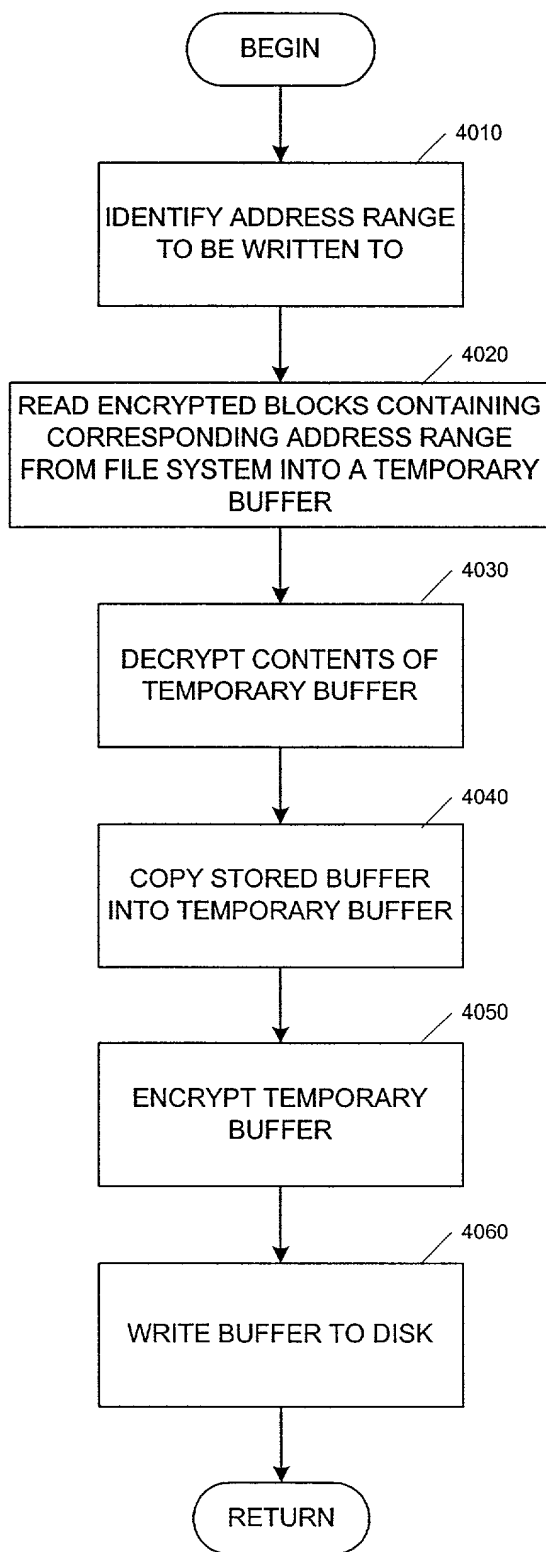 BEGIN
4010
IDENTIFY ADDRESS RANGE
TO BE WRITTEN TO
4020
READ ENCRYPTED BLOCKS CONTAINING
CORRESPONDING ADDRESS RANGE
FROM FILE SYSTEM INTO A TEMPORARY
BUFFER
4030
DECRYPT CONTENTS OF
TEMPORARY BUFFER
4040
COPY STORED BUFFER
INTO TEMPORARY BUFFER
4050
ENCRYPT TEMPORARY
BUFFER
4060
WRITE BUFFER TO DISK
RETURN